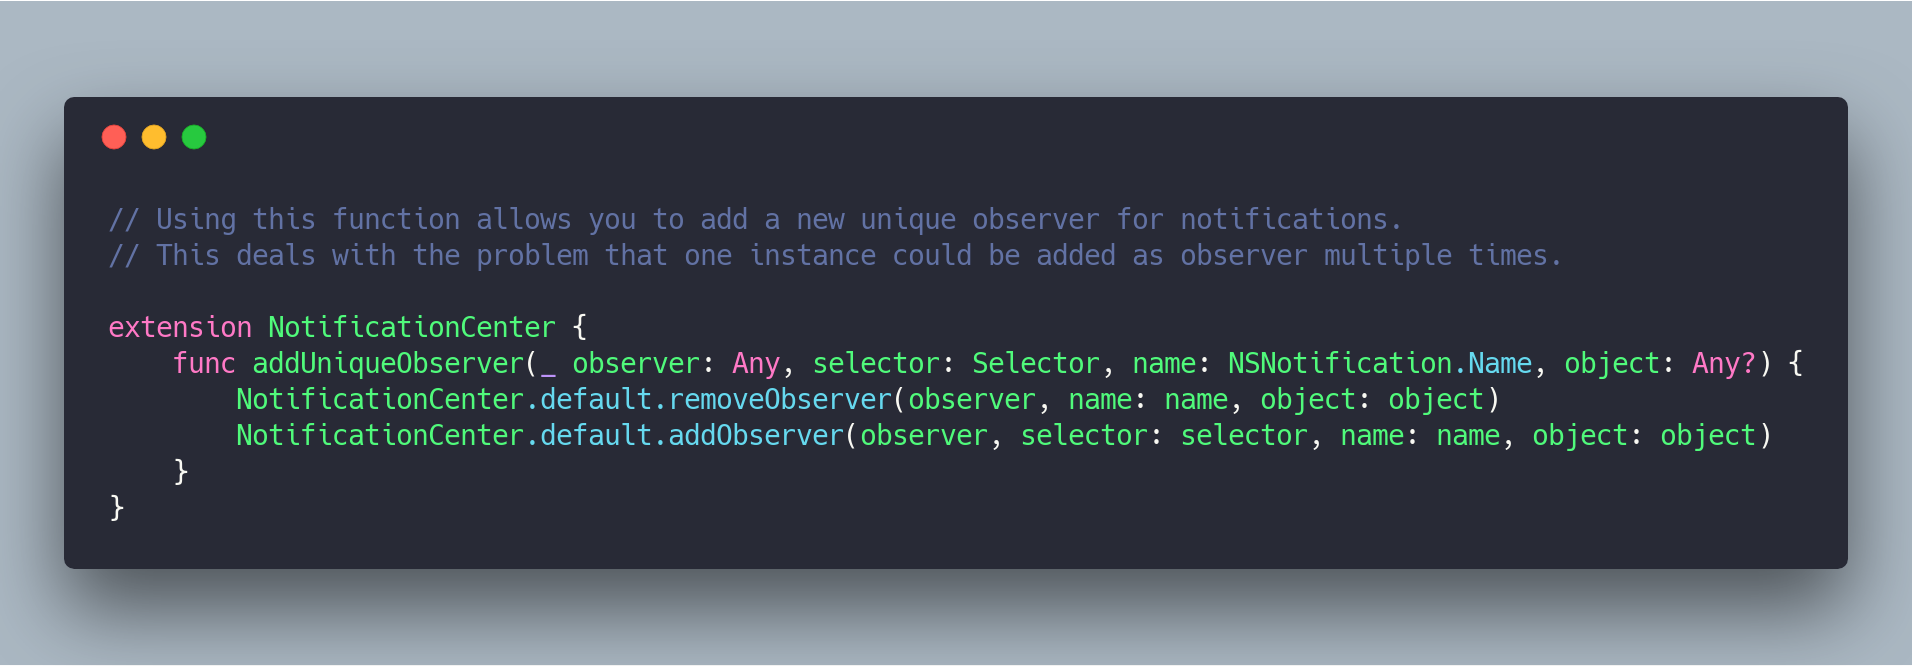 // Using this function allows you to add a new unique observer for notifications.
// This deals with the problem that one instance could be added as observer multiple times.
extension NotificationCenter {
    func addUniqueObserver(_ observer: Any, selector: Selector, name: NSNotification.Name, object: Any?) {
        NotificationCenter.default.removeObserver(observer, name: name, object: object)
        NotificationCenter.default.addObserver(observer, selector: selector, name: name, object: object)
    }
}